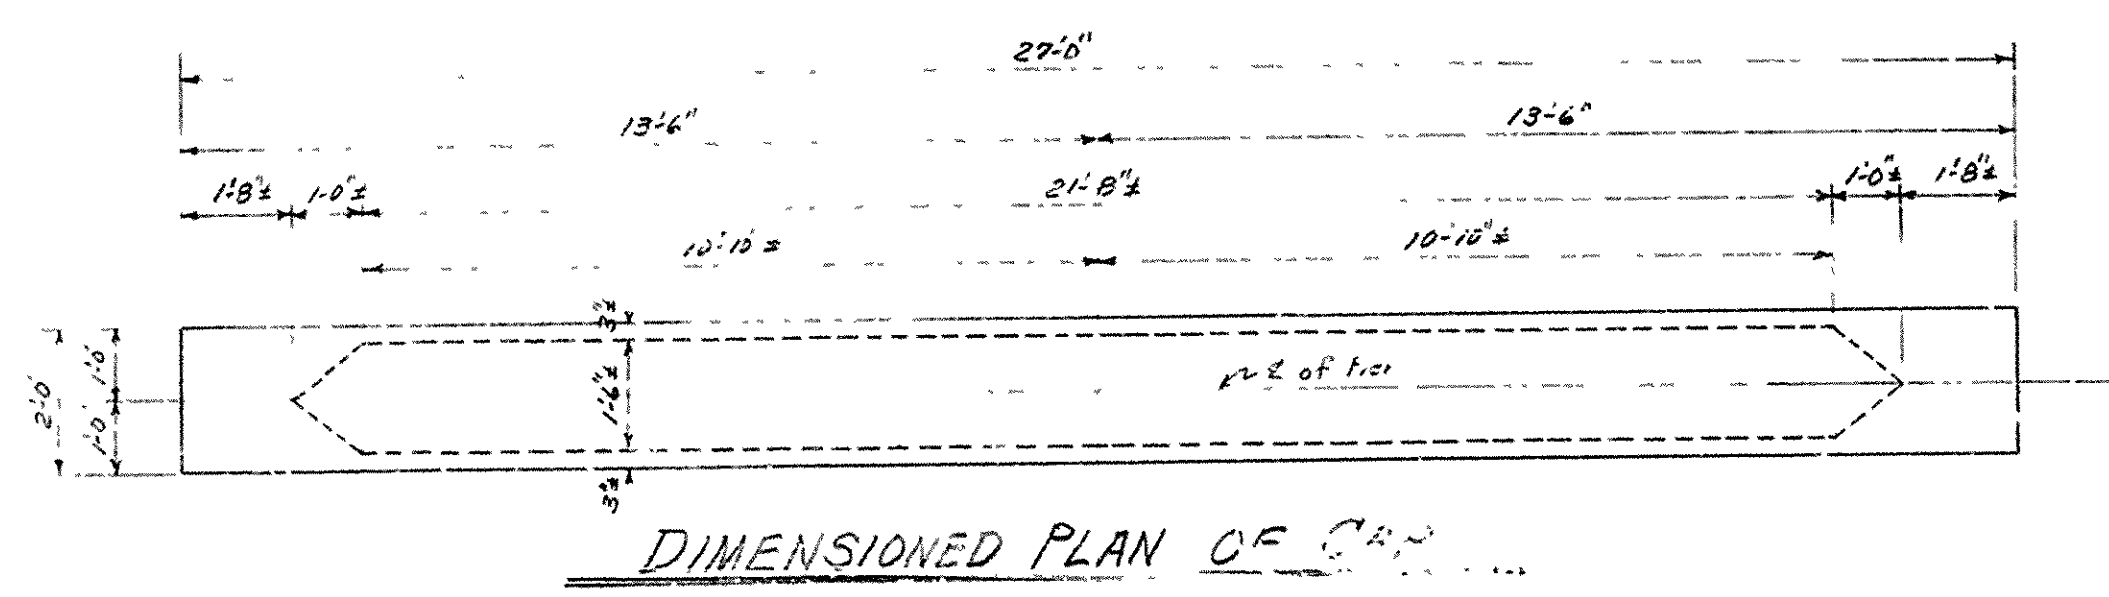 27'-0"
13'-6" 13'-6"
1'-8"± 1'-0"± 21'-8"± 1'-0"± 1'-8"±
10'-10"± 10'-10"±
3"±
2'-0" 1'-0" 1'-0"
1'-6"±
℄ of
3"±
DIMENSIONED PLAN OF CAP